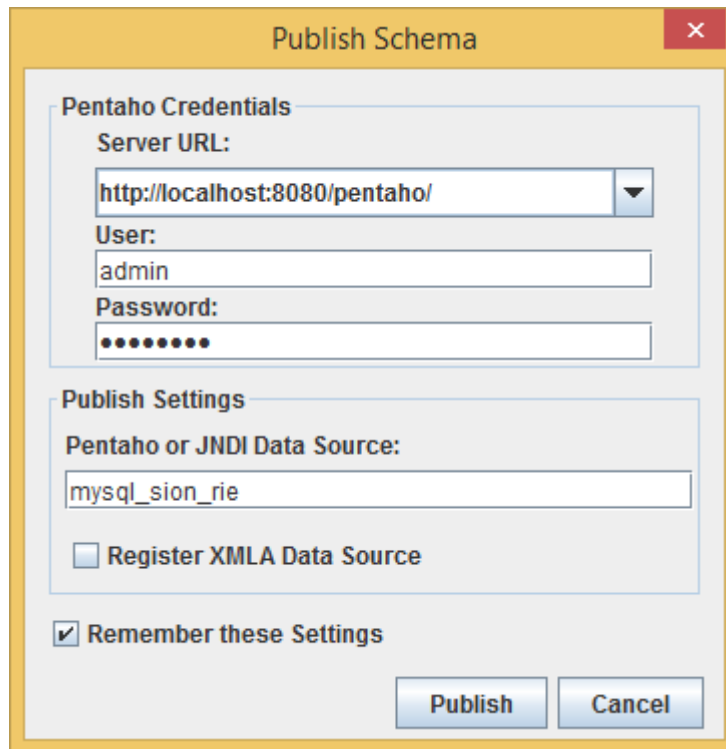 Publish Schema
Pentaho Credentials
Server URL:
http://localhost:8080/pentaho/
User:
admin
Password:
••••••••
Publish Settings
Pentaho or JNDI Data Source:
mysql_sion_rie
Register XMLA Data Source
Remember these Settings
Publish
Cancel